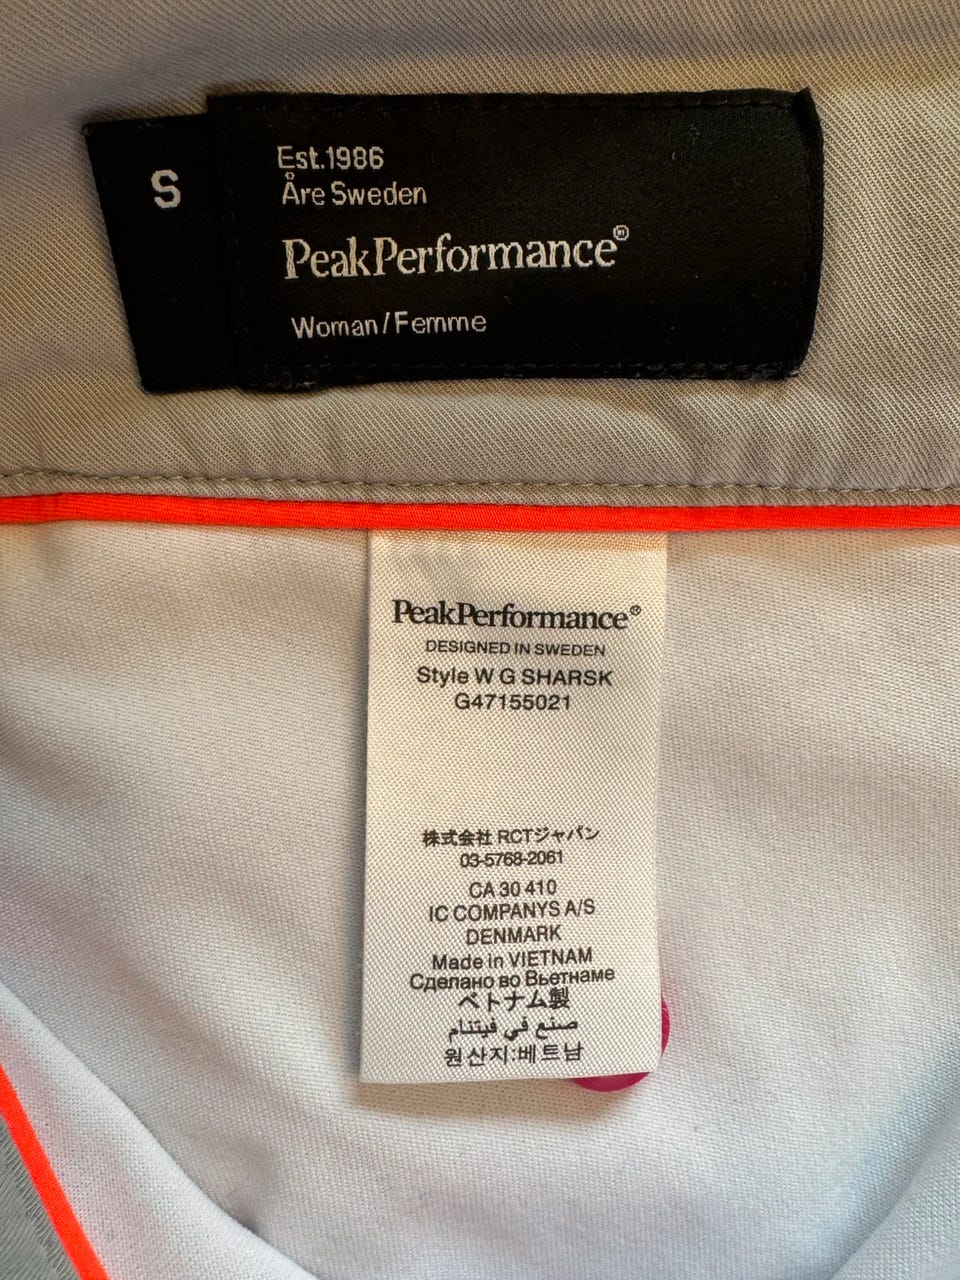 S
Est.1986
Åre Sweden
PeakPerformance®
Woman/Femme
PeakPerformance®
DESIGNED IN SWEDEN
Style W G SHARSK
G47155021
株式会社 RCTジャパン
03-5768-2061
CA 30 410
IC COMPANYS A/S
DENMARK
Made in VIETNAM
Сделано во Вьетнаме
ベトナム製
صنع في فيتنام
원산지:베트남